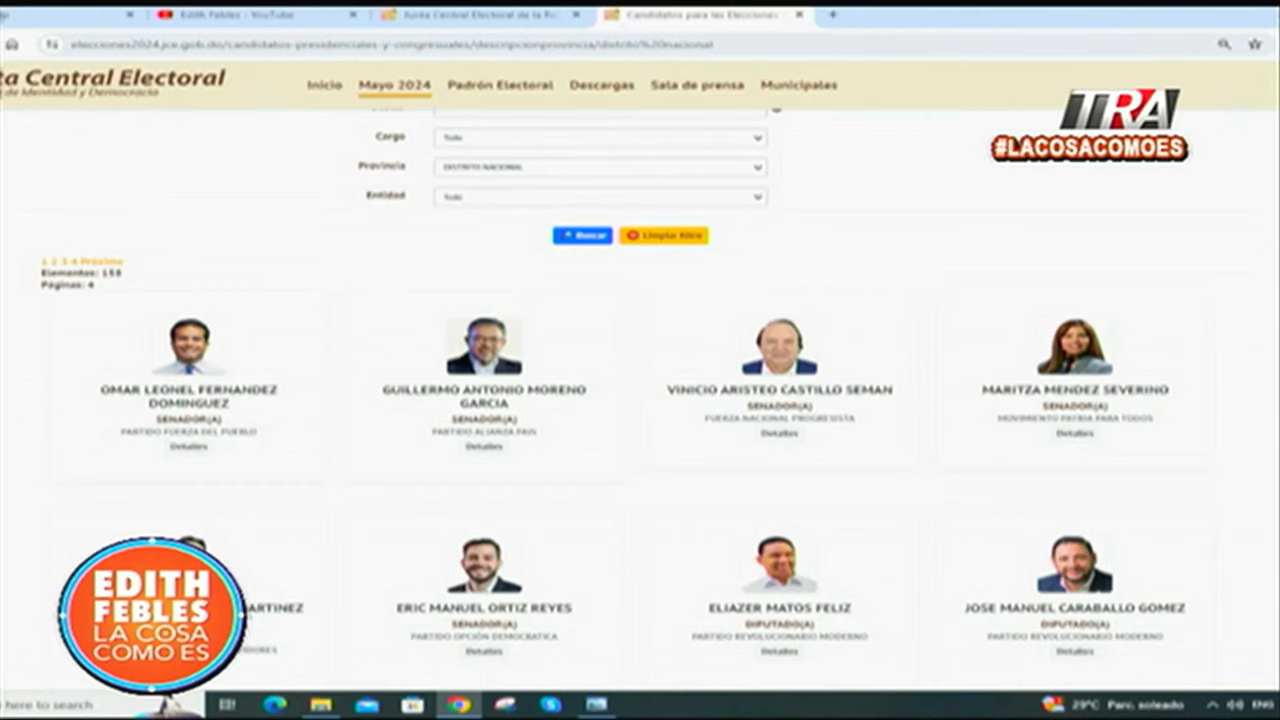 Edith Febles - YouTube
Junta Central Electoral de la Re
Candidatos para las Elecciones
elecciones2024.jce.gob.do/candidatos-presidenciales-y-congresuales/descripcionprovincia/distrito%20nacional
ta Central Electoral
de Identidad y Democracia
Inicio Mayo 2024 Padrón Electoral Descargas Sala de prensa Municipales
TRA
#LACOSACOMOES
Cargo Todo
Provincia DISTRITO NACIONAL
Entidad Todo
Buscar Limpiar filtro
1 2 3 4 Próximo
Elementos: 158
Páginas: 4
OMAR LEONEL FERNANDEZ DOMINGUEZ
SENADOR(A)
PARTIDO FUERZA DEL PUEBLO
Detalles
GUILLERMO ANTONIO MORENO GARCIA
SENADOR(A)
PARTIDO ALIANZA PAIS
Detalles
VINICIO ARISTEO CASTILLO SEMAN
SENADOR(A)
FUERZA NACIONAL PROGRESISTA
Detalles
MARITZA MENDEZ SEVERINO
SENADOR(A)
MOVIMIENTO PATRIA PARA TODOS
Detalles
ARTINEZ
ERIC MANUEL ORTIZ REYES
SENADOR(A)
PARTIDO OPCIÓN DEMOCRATICA
Detalles
ELIAZER MATOS FELIZ
DIPUTADO(A)
PARTIDO REVOLUCIONARIO MODERNO
Detalles
JOSE MANUEL CARABALLO GOMEZ
DIPUTADO(A)
PARTIDO REVOLUCIONARIO MODERNO
Detalles
EDITH
FEBLES
LA COSA
COMO ES
here to search
29°C Parc. soleado
ENG